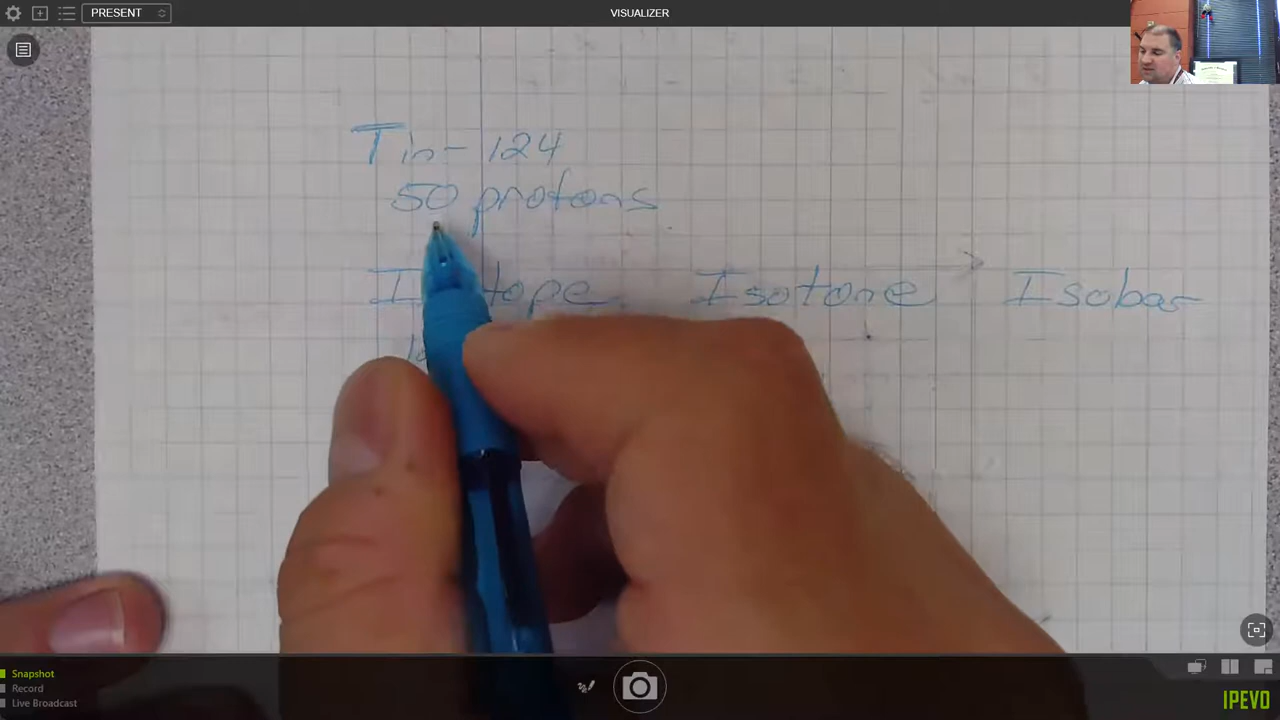 PRESENT
VISUALIZER
Tin-124
50 protons
Isotone Isobar
Snapshot
Record
Live Broadcast
IPEVO